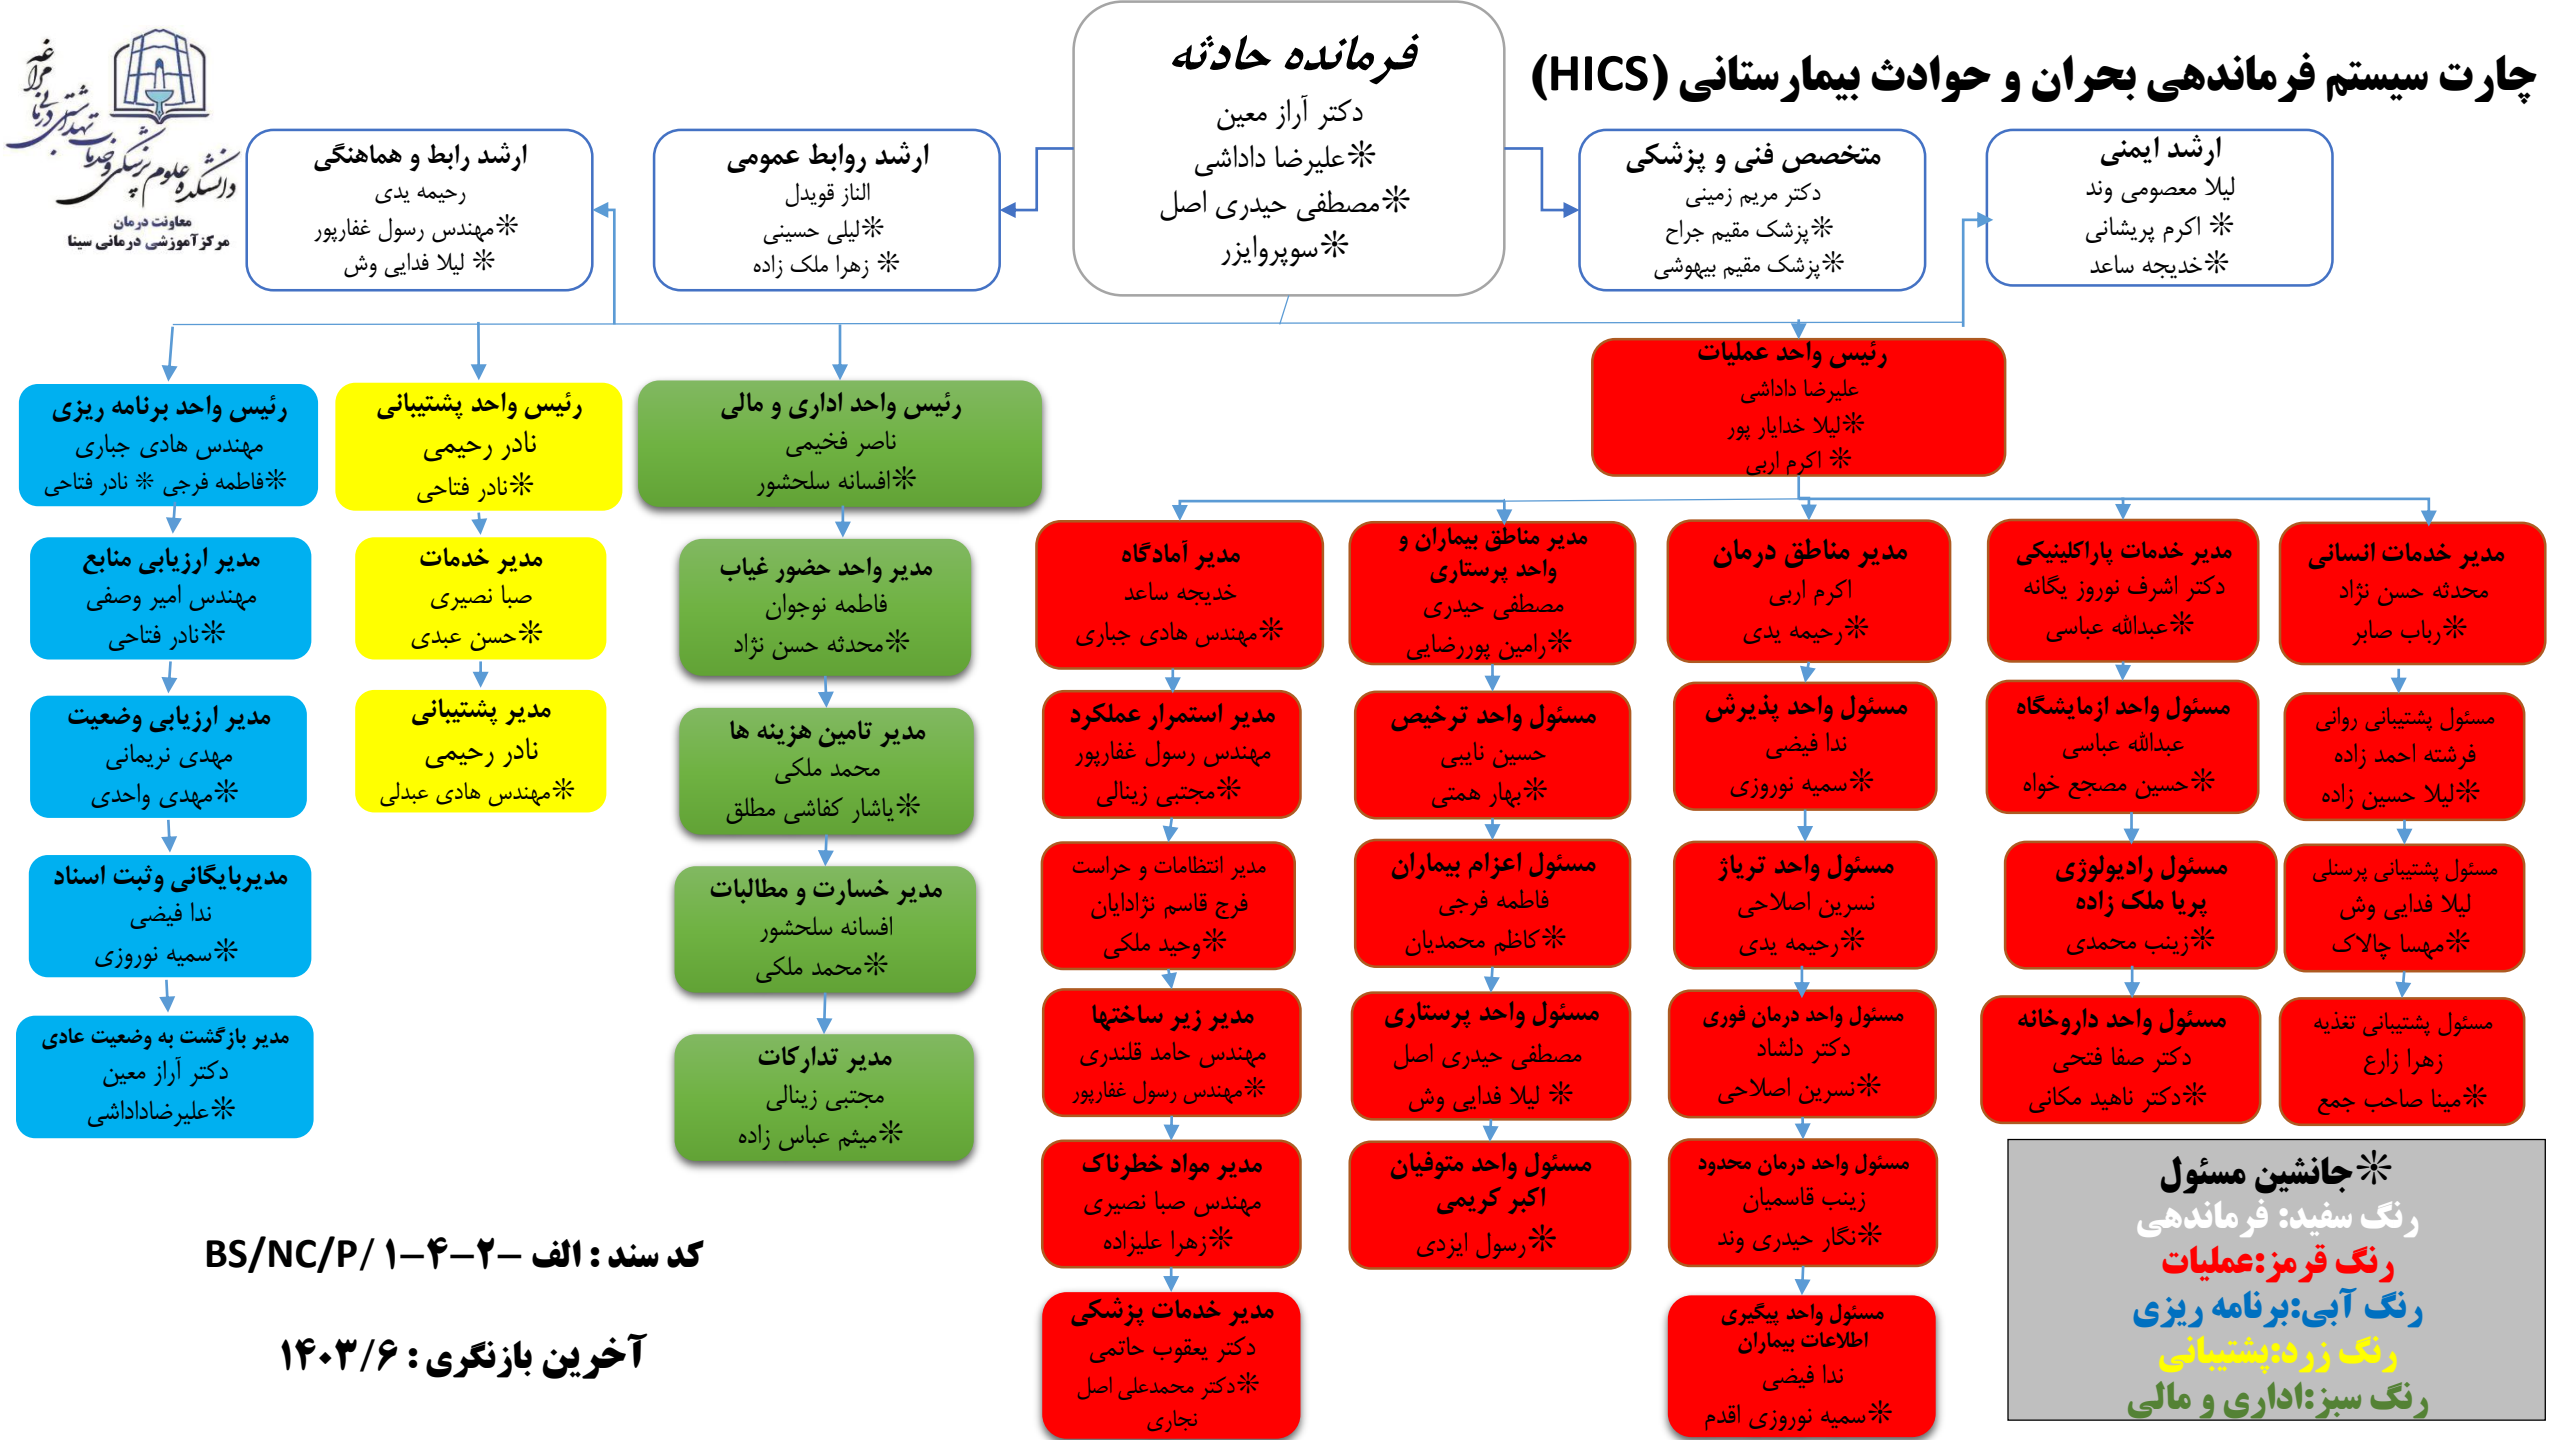 چارت سیستم فرماندهی بحران و حوادث بیمارستانی (HICS)
دانشکده علوم پزشکی و خدمات بهداشتی درمانی مراغه
معاونت درمان
مرکزآموزشی درمانی سینا
فرمانده حادثه
دکتر آراز معین
❊علیرضا داداشی
❊مصطفی حیدری اصل
❊سوپروایزر
ارشد ایمنی
لیلا معصومی وند
❊ اکرم پریشانی
❊خدیجه ساعد
متخصص فنی و پزشکی
دکتر مریم زمینی
❊پزشک مقیم جراح
❊پزشک مقیم بیهوشی
ارشد روابط عمومی
الناز قویدل
❊لیلی حسینی
❊ زهرا ملک زاده
ارشد رابط و هماهنگی
رحیمه یدی
❊مهندس رسول غفارپور
❊ لیلا فدایی وش
رئیس واحد عملیات
علیرضا داداشی
❊لیلا خدایار پور
❊ اکرم اربی
رئیس واحد اداری و مالی
ناصر فخیمی
❊افسانه سلحشور
رئیس واحد پشتیبانی
نادر رحیمی
❊نادر فتاحی
رئیس واحد برنامه ریزی
مهندس هادی جباری
❊فاطمه فرجی ❊ نادر فتاحی
مدیر خدمات انسانی
محدثه حسن نژاد
❊رباب صابر
مسئول پشتیبانی روانی
فرشته احمد زاده
❊لیلا حسین زاده
مسئول پشتیبانی پرسنلی
لیلا فدایی وش
❊مهسا چالاک
مسئول پشتیبانی تغذیه
زهرا زارع
❊مینا صاحب جمع
مدیر خدمات پاراکلینیکی
دکتر اشرف نوروز یگانه
❊عبدالله عباسی
مسئول واحد ازمایشگاه
عبدالله عباسی
❊حسین مصجع خواه
مسئول رادیولوژی
پریا ملک زاده
❊زینب محمدی
مسئول واحد داروخانه
دکتر صفا فتحی
❊دکتر ناهید مکانی
مدیر مناطق درمان
اکرم اربی
❊رحیمه یدی
مسئول واحد پذیرش
ندا فیضی
❊سمیه نوروزی
مسئول واحد تریاژ
نسرین اصلاحی
❊رحیمه یدی
مسئول واحد درمان فوری
دکتر دلشاد
❊نسرین اصلاحی
مسئول واحد درمان محدود
زینب قاسمیان
❊نگار حیدری وند
مسئول واحد پیگیری
اطلاعات بیماران
ندا فیضی
❊سمیه نوروزی اقدم
مدیر مناطق بیماران و
واحد پرستاری
مصطفی حیدری
❊رامین پوررضایی
مسئول واحد ترخیص
حسین نایبی
❊بهار همتی
مسئول اعزام بیماران
فاطمه فرجی
❊کاظم محمدیان
مسئول واحد پرستاری
مصطفی حیدری اصل
❊ لیلا فدایی وش
مسئول واحد متوفیان
اکبر کریمی
❊رسول ایزدی
مدیر آمادگاه
خدیجه ساعد
❊مهندس هادی جباری
مدیر استمرار عملکرد
مهندس رسول غفارپور
❊مجتبی زینالی
مدیر انتظامات و حراست
فرج قاسم نژادایان
❊وحید ملکی
مدیر زیر ساختها
مهندس حامد قلندری
❊مهندس رسول غفارپور
مدیر مواد خطرناک
مهندس صبا نصیری
❊زهرا علیزاده
مدیر خدمات پزشکی
دکتر یعقوب حاتمی
❊دکتر محمدعلی اصل
نجاری
مدیر واحد حضور غیاب
فاطمه نوجوان
❊محدثه حسن نژاد
مدیر تامین هزینه ها
محمد ملکی
❊یاشار کفاشی مطلق
مدیر خسارت و مطالبات
افسانه سلحشور
❊محمد ملکی
مدیر تدارکات
مجتبی زینالی
❊میثم عباس زاده
مدیر خدمات
صبا نصیری
❊حسن عبدی
مدیر پشتیبانی
نادر رحیمی
❊مهندس هادی عبدلی
مدیر ارزیابی منابع
مهندس امیر وصفی
❊نادر فتاحی
مدیر ارزیابی وضعیت
مهدی نریمانی
❊مهدی واحدی
مدیربایگانی وثبت اسناد
ندا فیضی
❊سمیه نوروزی
مدیر بازگشت به وضعیت عادی
دکتر آراز معین
❊علیرضاداداشی
❊جانشین مسئول
رنگ سفید: فرماندهی
رنگ قرمز:عملیات
رنگ آبی:برنامه ریزی
رنگ زرد:پشتیبانی
رنگ سبز:اداری و مالی
کد سند : الف -۲-۴-۱ /BS/NC/P
آخرین بازنگری : ۱۴۰۳/۶